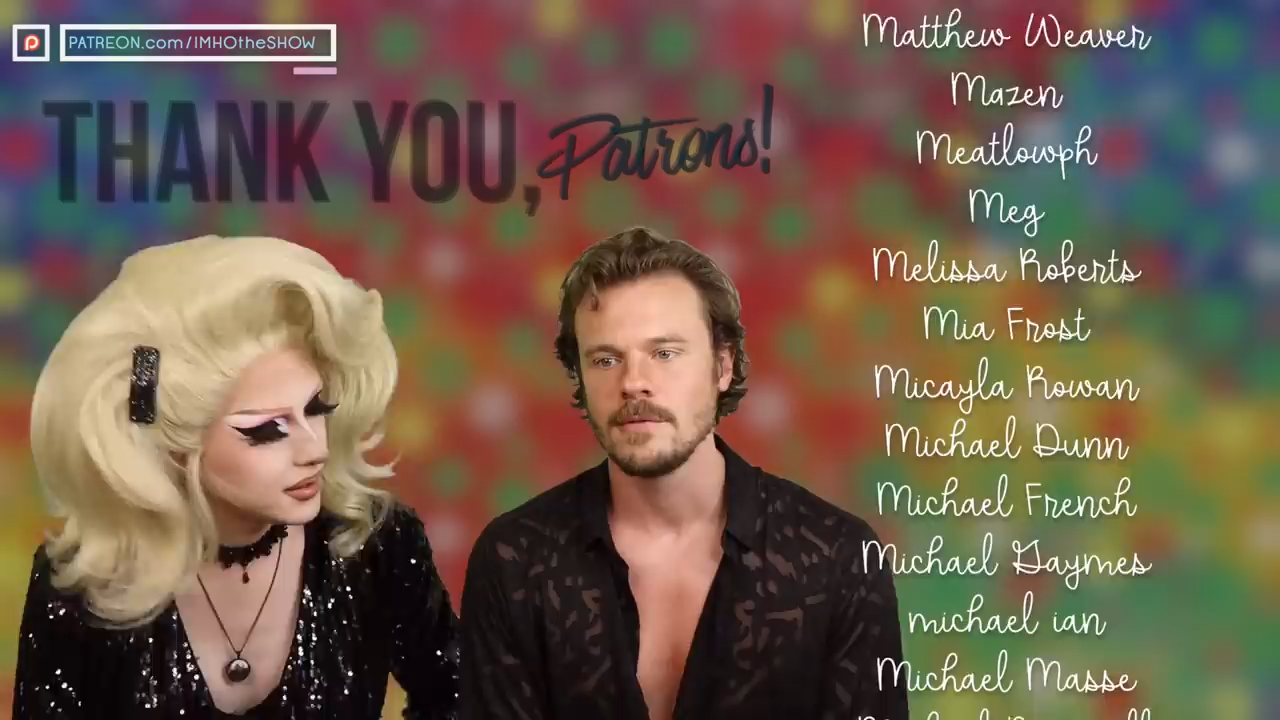 PATREON.com/IMHOtheSHOW
THANK YOU, Patrons!
Matthew Weaver
Mazen
Meatlowph
Meg
Melissa Roberts
Mia Frost
Micayla Rowan
Michael Dunn
Michael French
Michael Gaymes
michael ian
Michael Masse